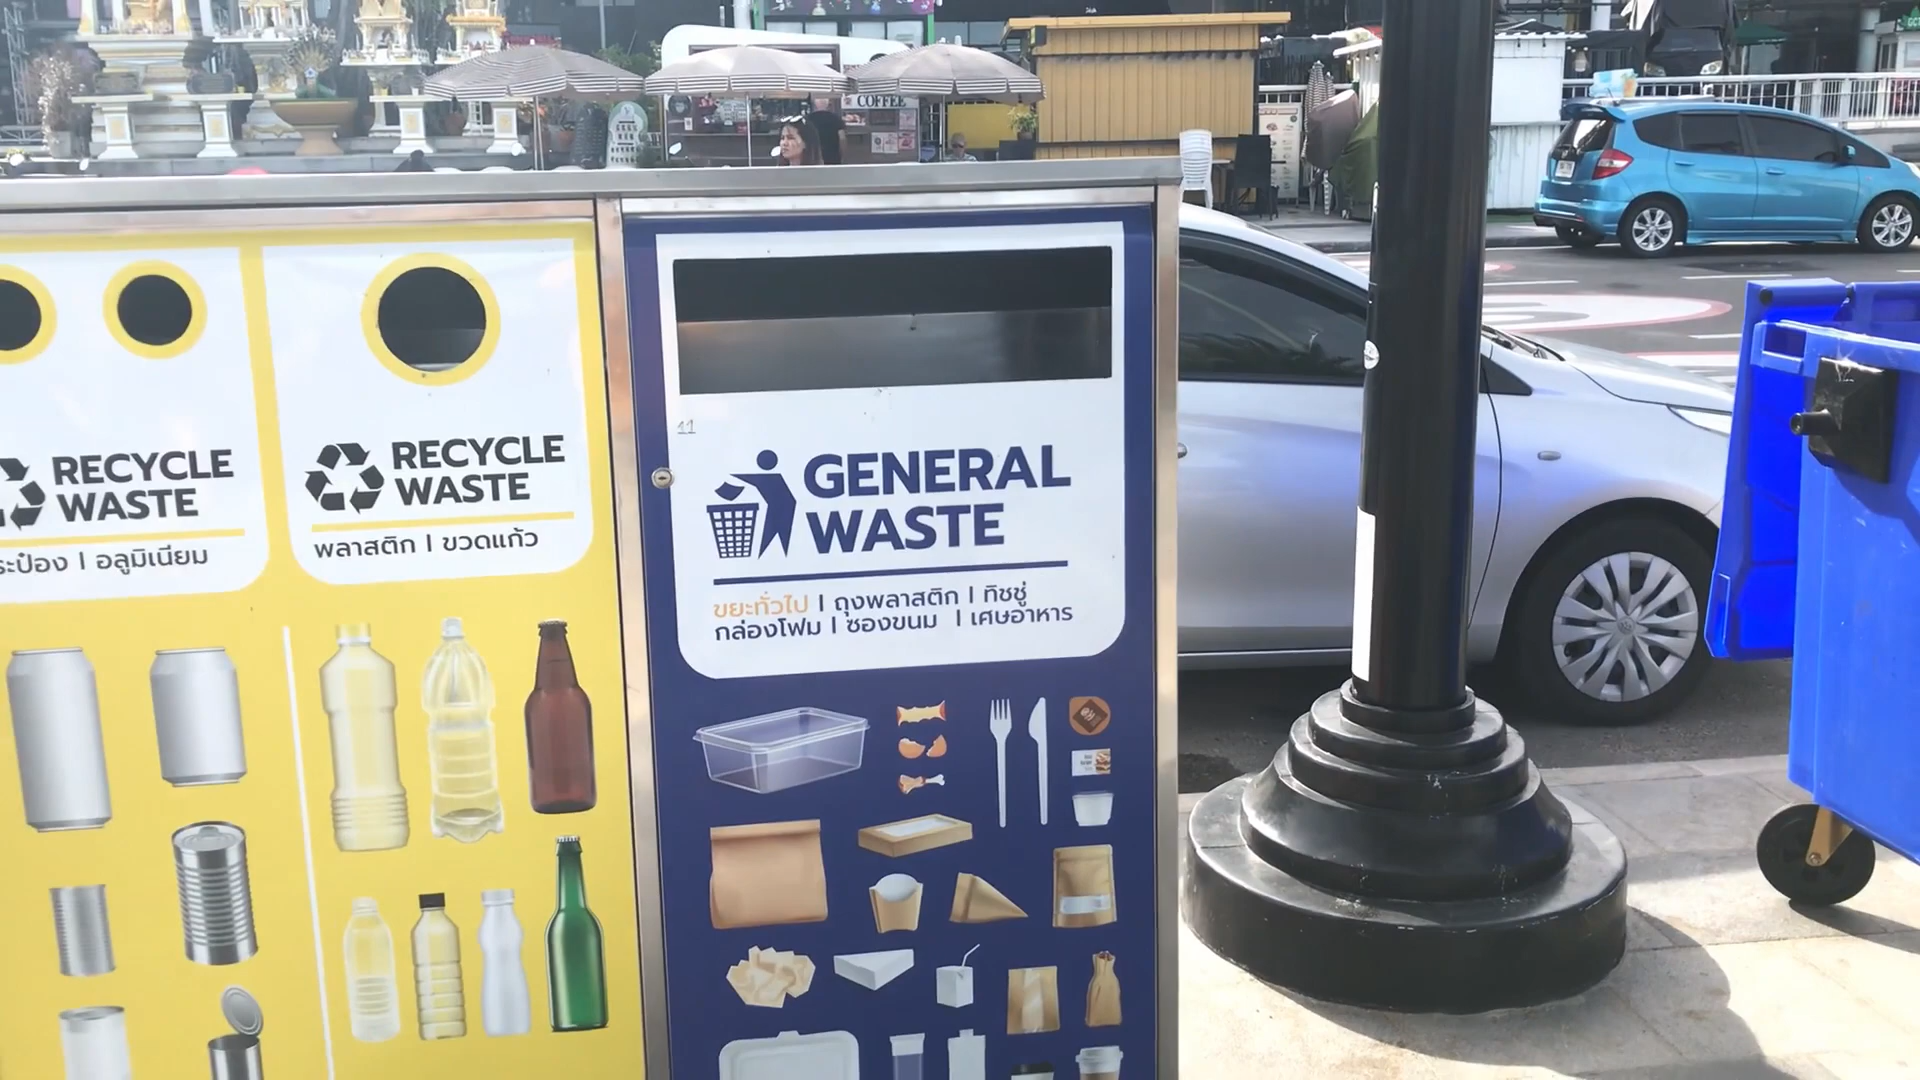 COFFEE
RECYCLE
WASTE
ระป๋อง | อลูมิเนียม
RECYCLE
WASTE
พลาสติก | ขวดแก้ว
11
GENERAL
WASTE
ขยะทั่วไป | ถุงพลาสติก | ทิชชู่
กล่องโฟม | ซองขนม | เศษอาหาร